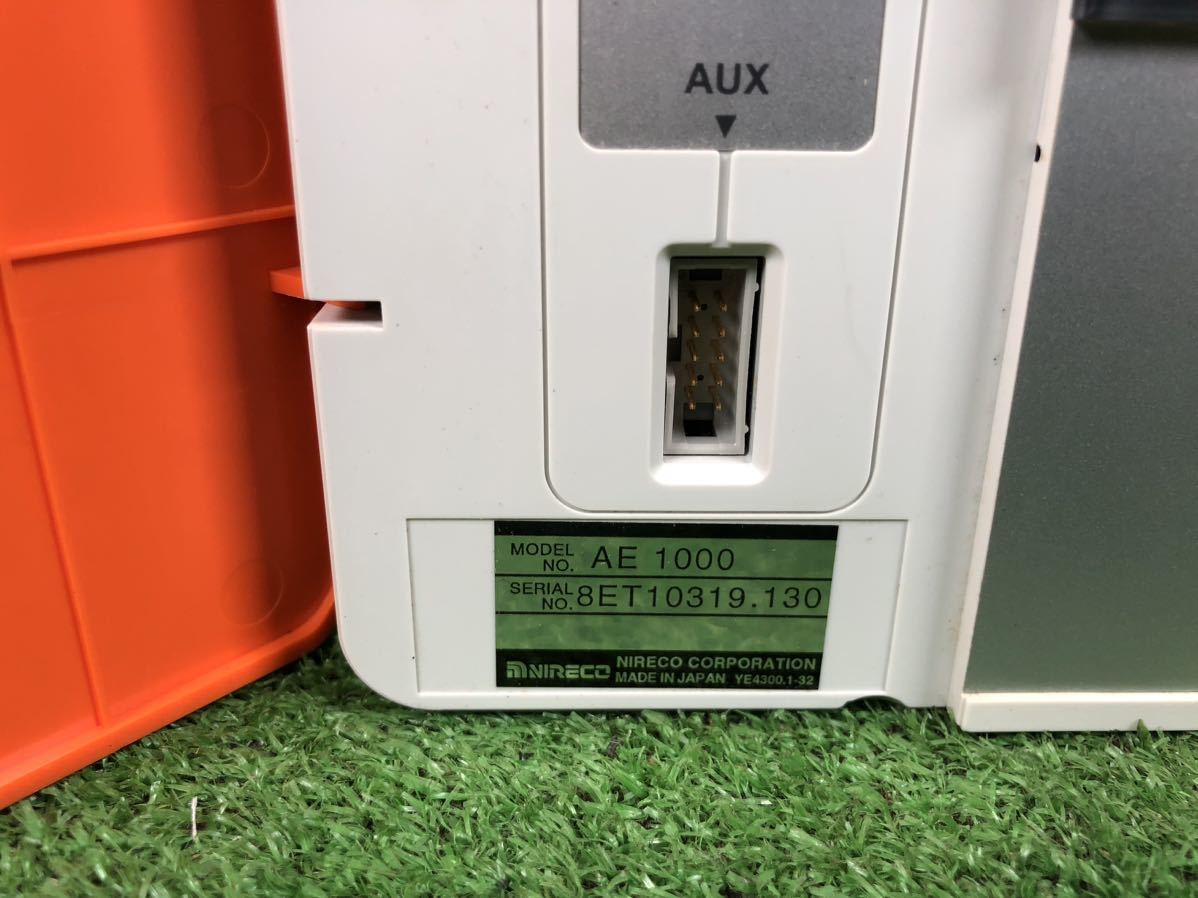 AUX
MODEL NO. AE 1000
SERIAL NO. 8ET10319.130
NIRECO NIRECO CORPORATION
MADE IN JAPAN YE4300.1-32